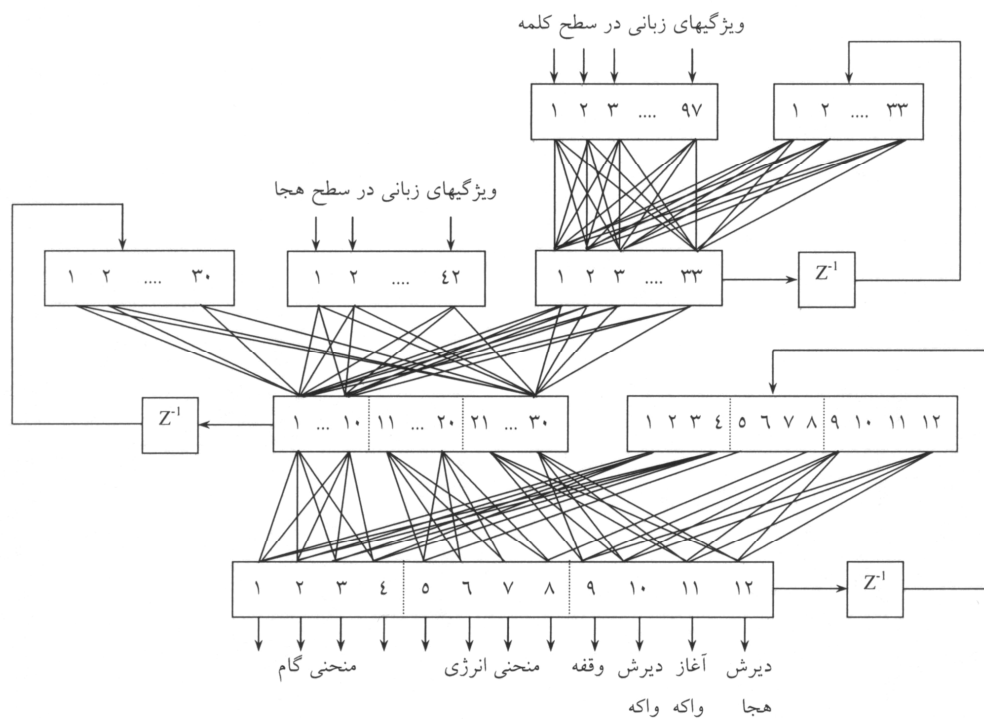 ویژگیهای زبانی در سطح کلمه
۱ ۲ ۳ .... ۹۷
۱ ۲ .... ۳۳
ویژگیهای زبانی در سطح هجا
۱ ۲ .... ۳۰
۱ ۲ .... ٤۲
۱ ۲ ۳ .... ۳۳
Z⁻¹
Z⁻¹
۱ ... ۱۰ ۱۱ ... ۲۰ ۲۱ ... ۳۰
۱ ۲ ۳ ٤ ٥ ٦ ۷ ۸ ۹ ۱۰ ۱۱ ۱۲
۱ ۲ ۳ ٤ ٥ ٦ ۷ ۸ ۹ ۱۰ ۱۱ ۱۲
Z⁻¹
منحنی گام
منحنی انرژی
وقفه
دیرش
واکه
آغاز
واکه
دیرش
هجا